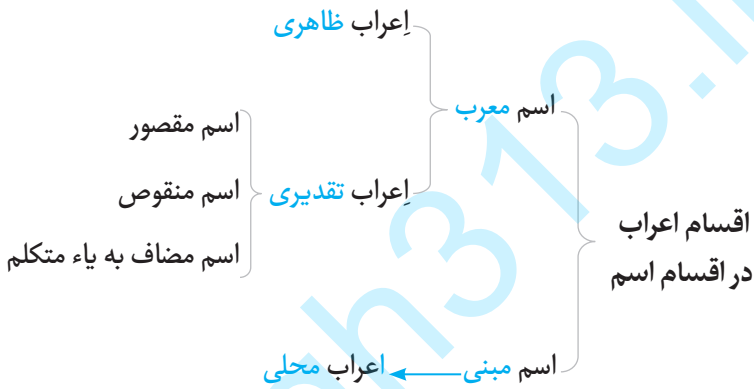 اقسام اعراب
در اقسام اسم
اسم معرب
اِعراب ظاهری
اِعراب تقدیری
اسم مقصور
اسم منقوص
اسم مضاف به یاء متکلم
اسم مبنی
اعراب محلی